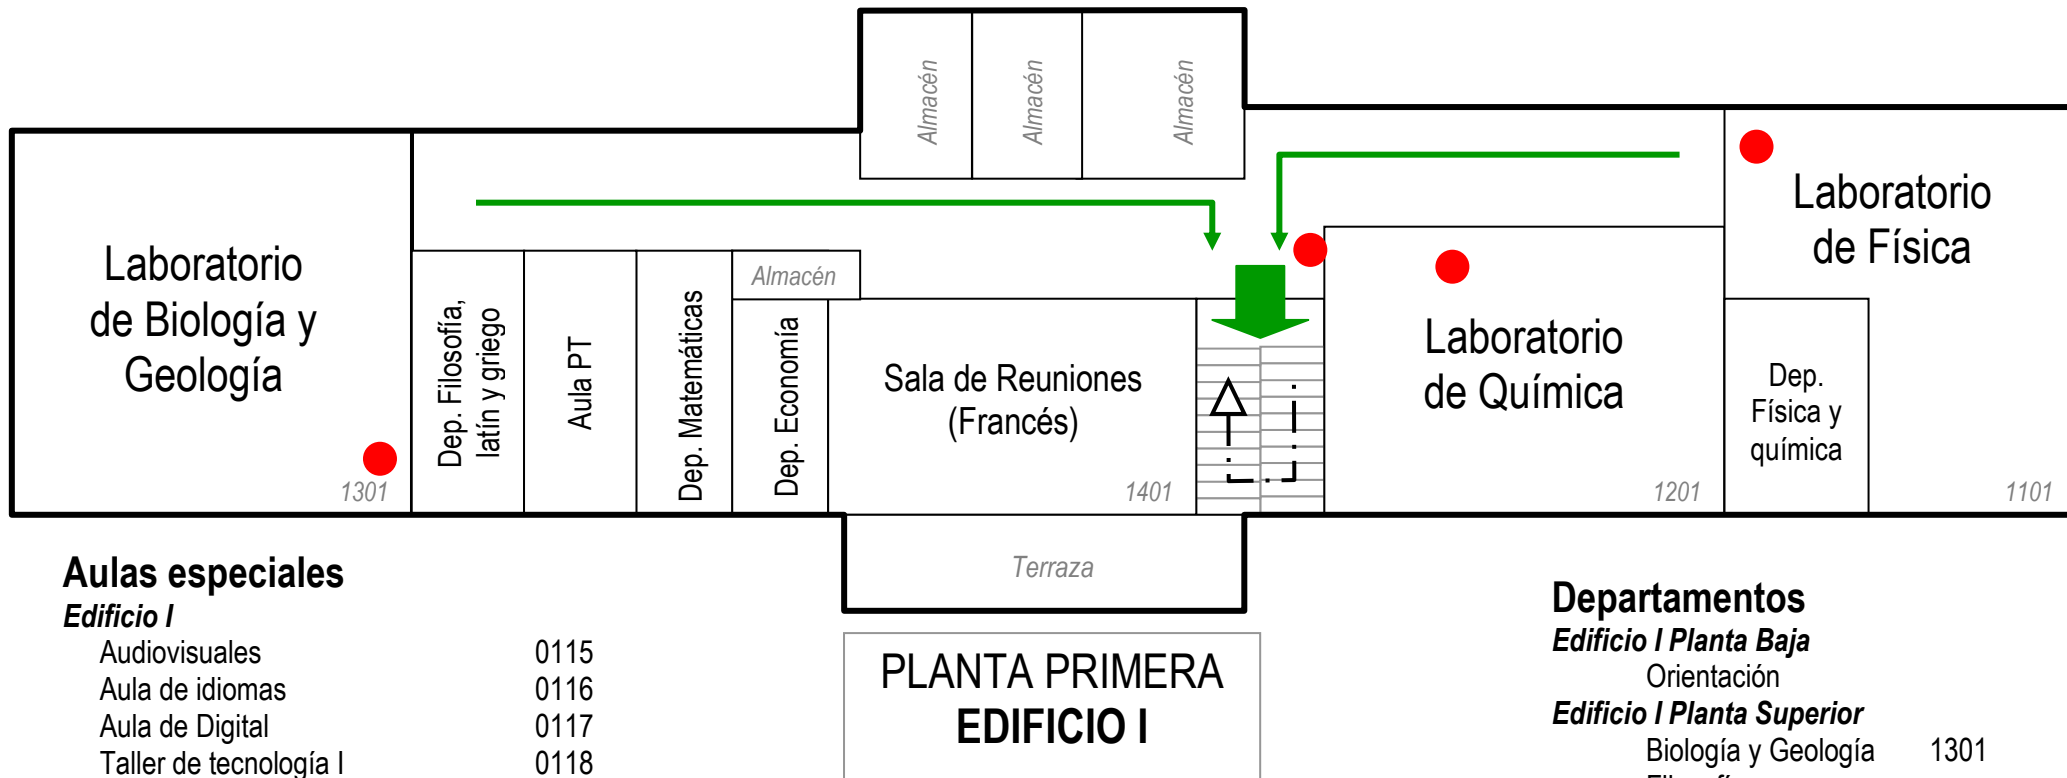 Almacén
Almacén
Almacén
Laboratorio
de Biología y
Geología
1301
Dep. Filosofía,
latín y griego
Aula PT
Dep. Matemáticas
Almacén
Dep. Economía
Sala de Reuniones
(Francés)
1401
Laboratorio
de Química
1201
Laboratorio
de Física
Dep.
Física y
química
1101
Terraza
Aulas especiales
Edificio I
Audiovisuales 0115
Aula de idiomas 0116
Aula de Digital 0117
Taller de tecnología I 0118
PLANTA PRIMERA
EDIFICIO I
Departamentos
Edificio I Planta Baja
Orientación
Edificio I Planta Superior
Biología y Geología 1301